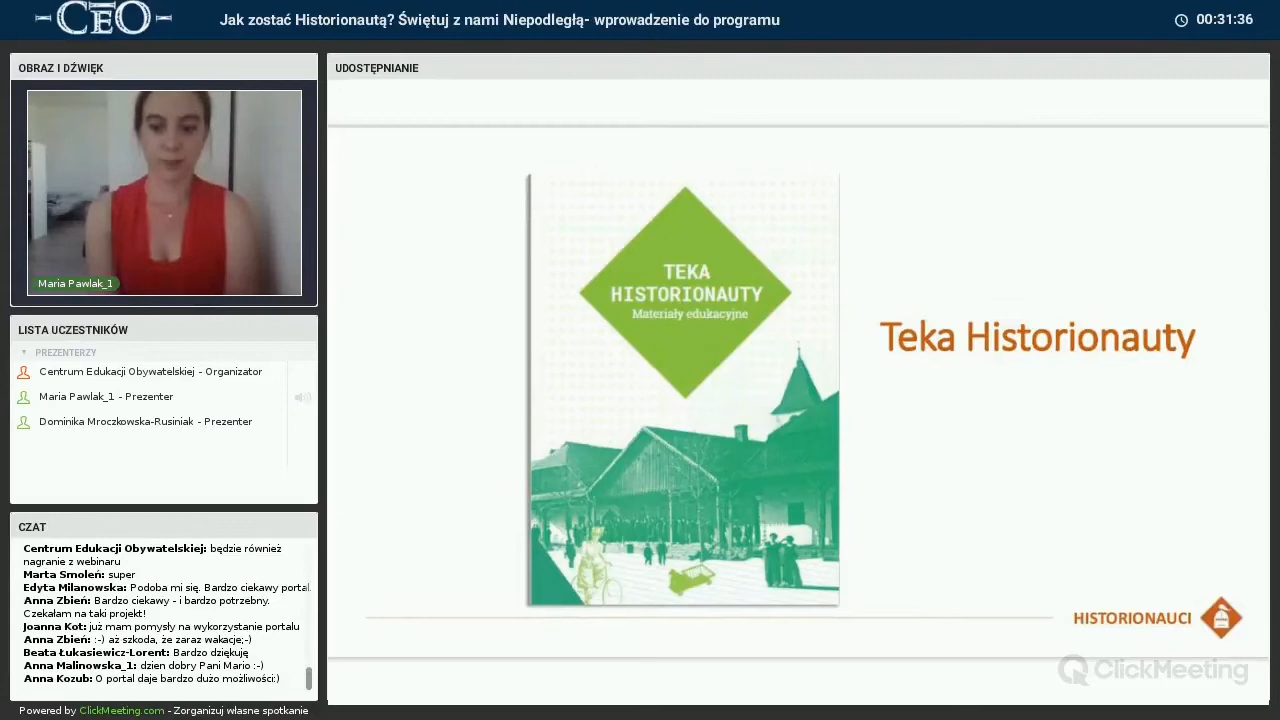 CEO
Jak zostać Historionautą? Świętuj z nami Niepodległą- wprowadzenie do programu
00:31:36
OBRAZ I DŹWIĘK
Maria Pawlak_1
LISTA UCZESTNIKÓW
PREZENTERZY
Centrum Edukacji Obywatelskiej - Organizator
Maria Pawlak_1 - Prezenter
Dominika Mroczkowska-Rusiniak - Prezenter
CZAT
Centrum Edukacji Obywatelskiej: będzie również
nagranie z webinaru
Marta Smoleń: super
Edyta Milanowska: Podoba mi się. Bardzo ciekawy portal.
Anna Zbień: Bardzo ciekawy - i bardzo potrzebny.
Czekałam na taki projekt!
Joanna Kot: już mam pomysły na wykorzystanie portalu
Anna Zbień: :-) aż szkoda, że zaraz wakacje;-)
Beata Łukasiewicz-Lorent: Bardzo dziękuję
Anna Malinowska_1: dzien dobry Pani Mario :-)
Anna Kozub: O portal daje bardzo dużo możliwości:)
Powered by ClickMeeting.com - Zorganizuj własne spotkanie
UDOSTĘPNIANIE
TEKA
HISTORIONAUTY
Materiały edukacyjne
Teka Historionauty
HISTORIONAUCI
ClickMeeting